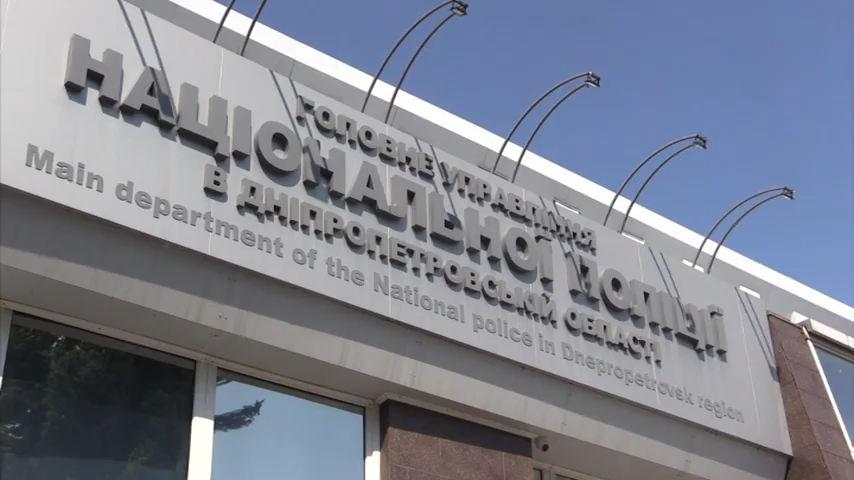 ГОЛОВНЕ УПРАВЛІННЯ
НАЦІОНАЛЬНОЇ ПОЛІЦІЇ
В ДНІПРОПЕТРОВСЬКІЙ ОБЛАСТІ
Main department of the National police in Dnepropetrovsk region